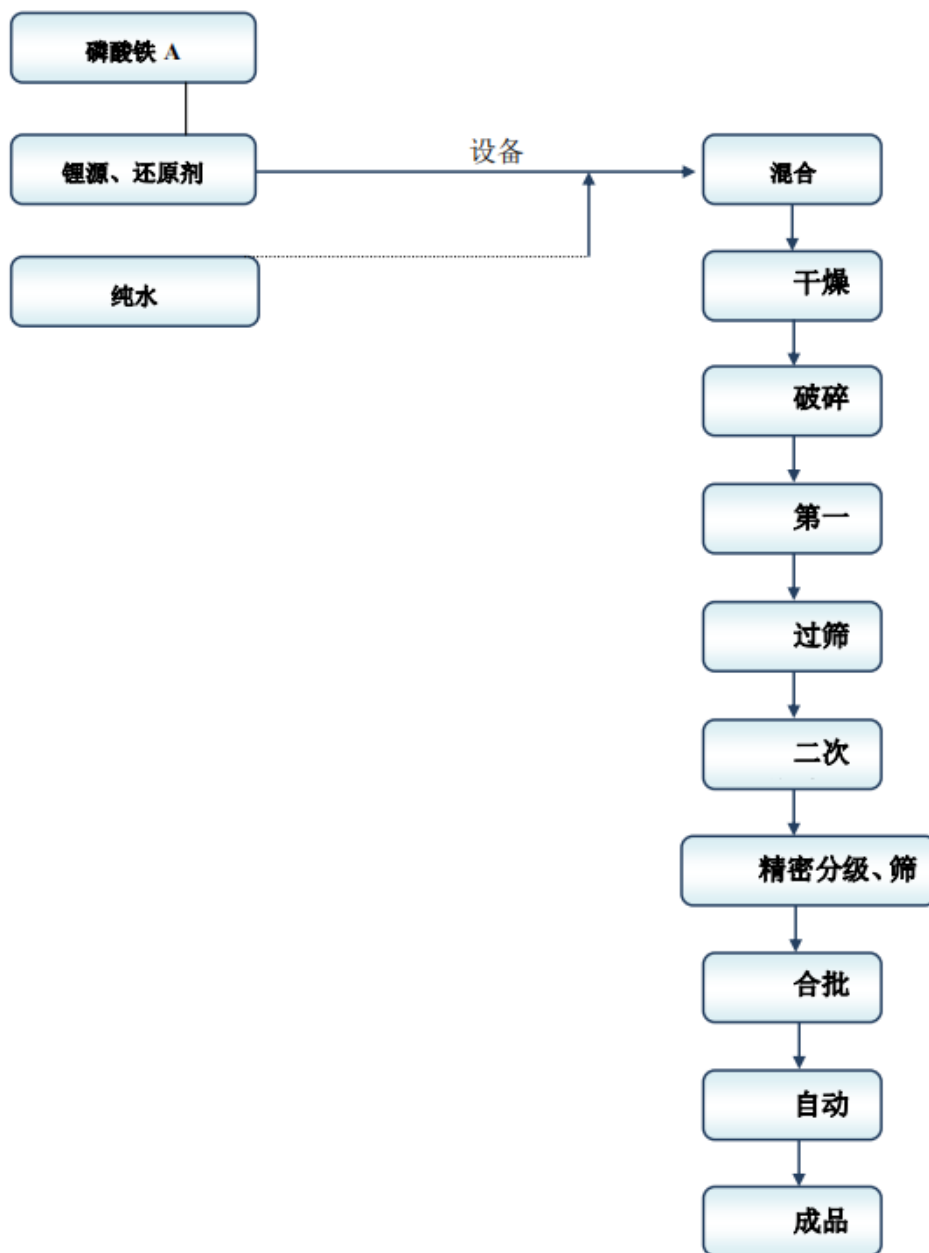 磷酸铁 A
锂源、还原剂
设备
混合
纯水
干燥
破碎
第一
过筛
二次
精密分级、筛
合批
自动
成品